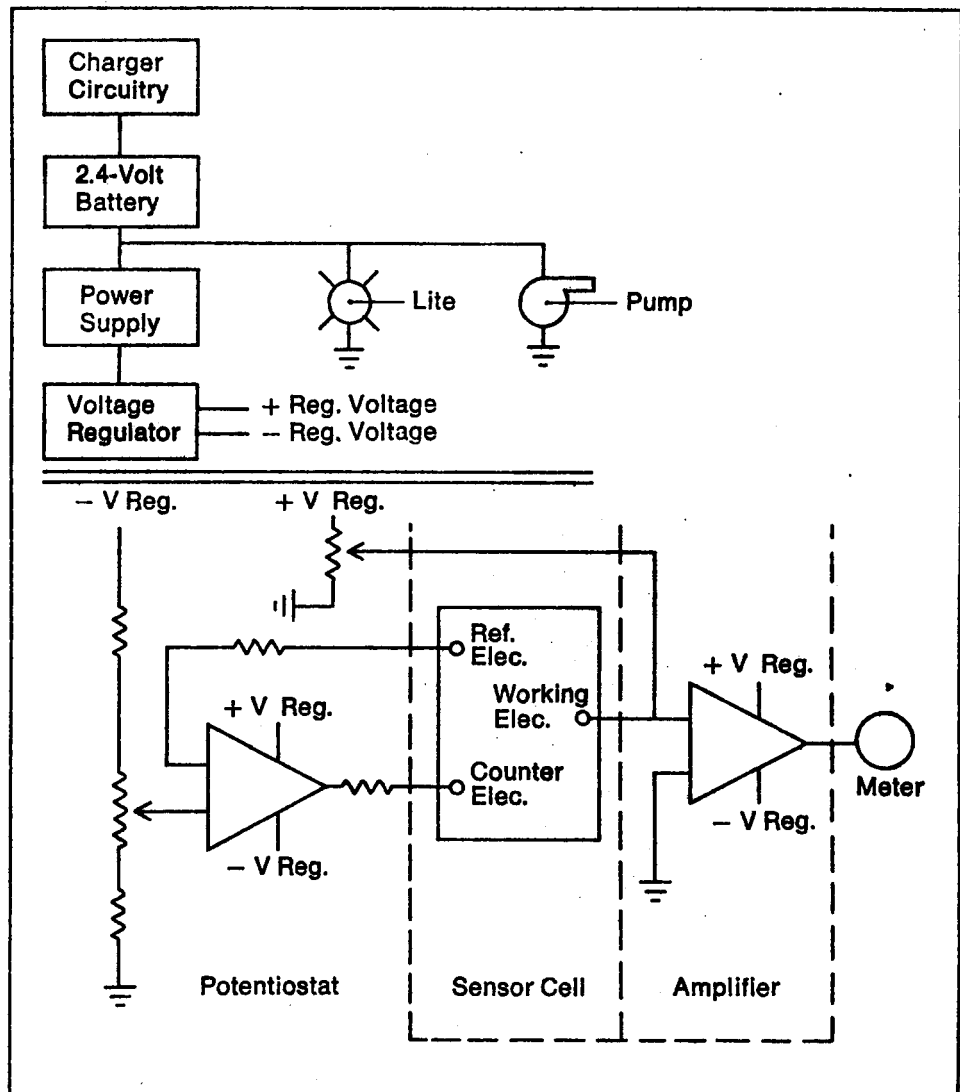 Charger
Circuitry
2.4-Volt
Battery
Power
Supply
Lite
Pump
Voltage
Regulator
+ Reg. Voltage
− Reg. Voltage
− V Reg.
+ V Reg.
Ref.
Elec.
Working
Elec.
+ V Reg.
+ V Reg.
Counter
Elec.
Meter
− V Reg.
− V Reg.
Potentiostat
Sensor Cell
Amplifier